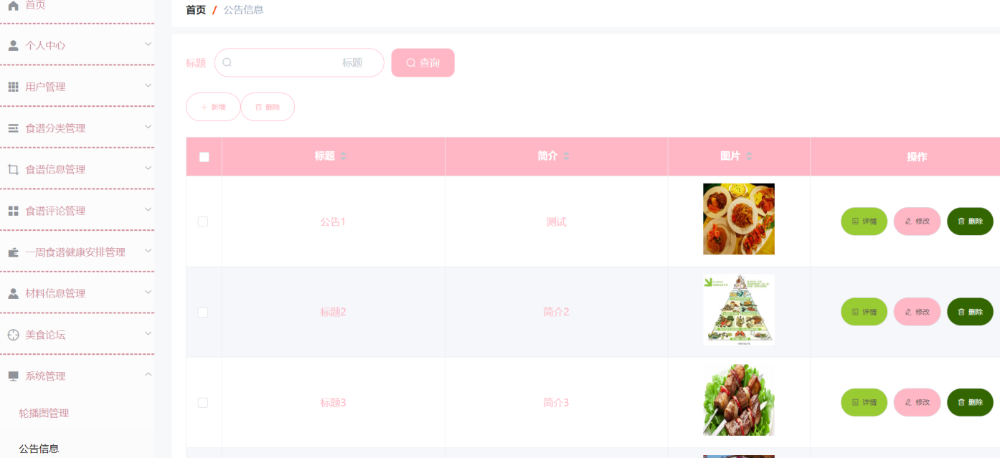 首页
个人中心
用户管理
食谱分类管理
食谱信息管理
食谱评论管理
一周食谱健康安排管理
材料信息管理
美食论坛
系统管理
轮播图管理
公告信息
首页 / 公告信息
标题 标题 查询
新增 删除
标题 简介 图片 操作
公告1 测试 详情 修改 删除
标题2 简介2 详情 修改 删除
标题3 简介3 详情 修改 删除